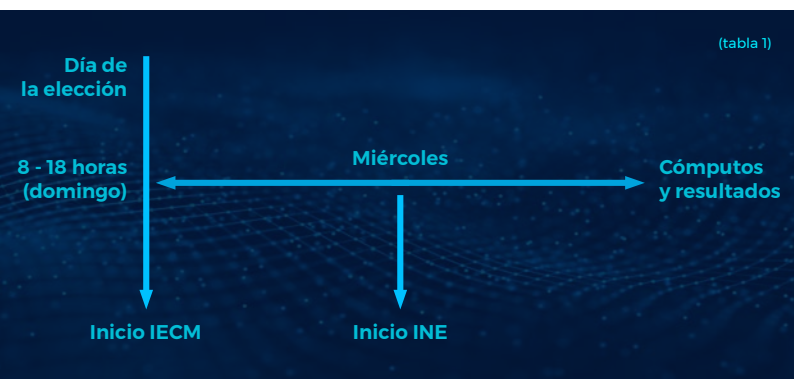 (tabla 1)
Día de
la elección
8 - 18 horas
(domingo)
Miércoles
Cómputos
y resultados
Inicio IECM
Inicio INE